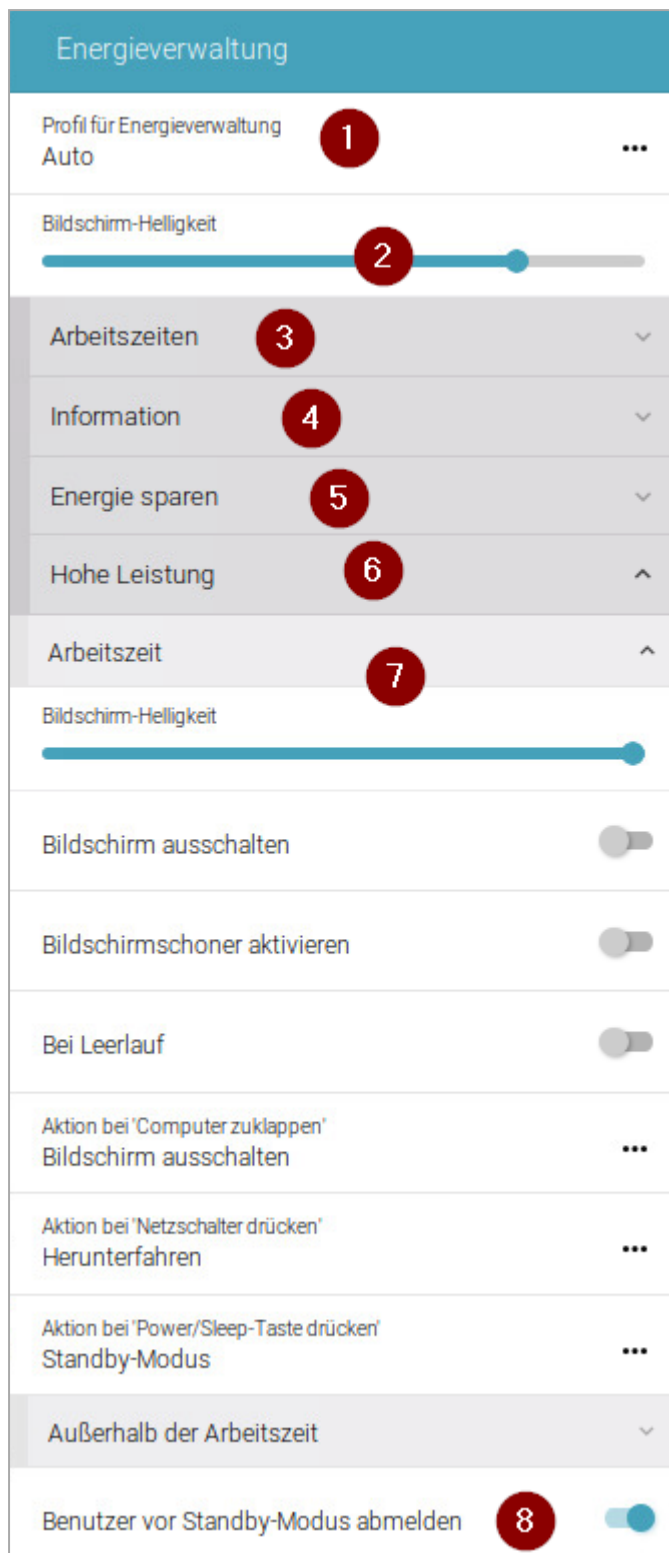 Energieverwaltung
Profil für Energieverwaltung
1
Auto
Bildschirm-Helligkeit
2
Arbeitszeiten
3
Information
4
Energie sparen
5
Hohe Leistung
6
Arbeitszeit
7
Bildschirm-Helligkeit
Bildschirm ausschalten
Bildschirmschoner aktivieren
Bei Leerlauf
Aktion bei 'Computer zuklappen'
Bildschirm ausschalten
Aktion bei 'Netzschalter drücken'
Herunterfahren
Aktion bei 'Power/Sleep-Taste drücken'
Standby-Modus
Außerhalb der Arbeitszeit
Benutzer vor Standby-Modus abmelden
8